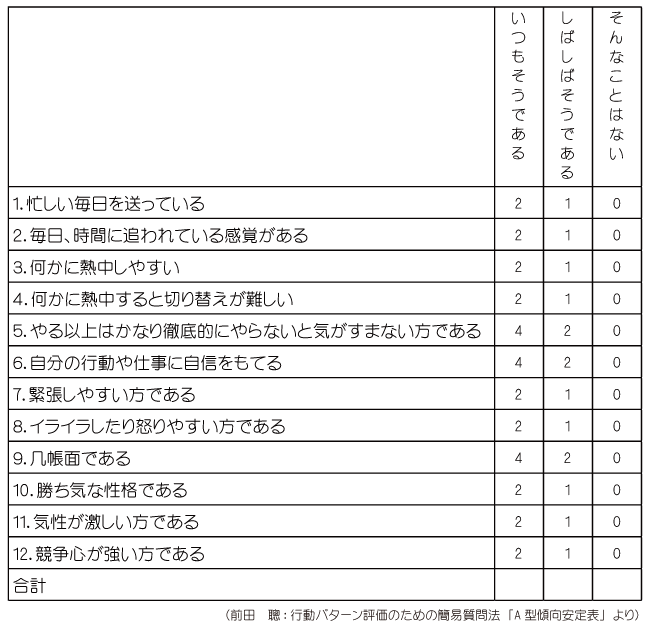 いつもそうである
しばしばそうである
そんなことはない
1.忙しい毎日を送っている 2 1 0
2.毎日、時間に追われている感覚がある 2 1 0
3.何かに熱中しやすい 2 1 0
4.何かに熱中すると切り替えが難しい 2 1 0
5.やる以上はかなり徹底的にやらないと気がすまない方である 4 2 0
6.自分の行動や仕事に自信をもてる 4 2 0
7.緊張しやすい方である 2 1 0
8.イライラしたり怒りやすい方である 2 1 0
9.几帳面である 4 2 0
10.勝ち気な性格である 2 1 0
11.気性が激しい方である 2 1 0
12.競争心が強い方である 2 1 0
合計
（前田　聰：行動パターン評価のための簡易質問法「A型傾向安定表」より）